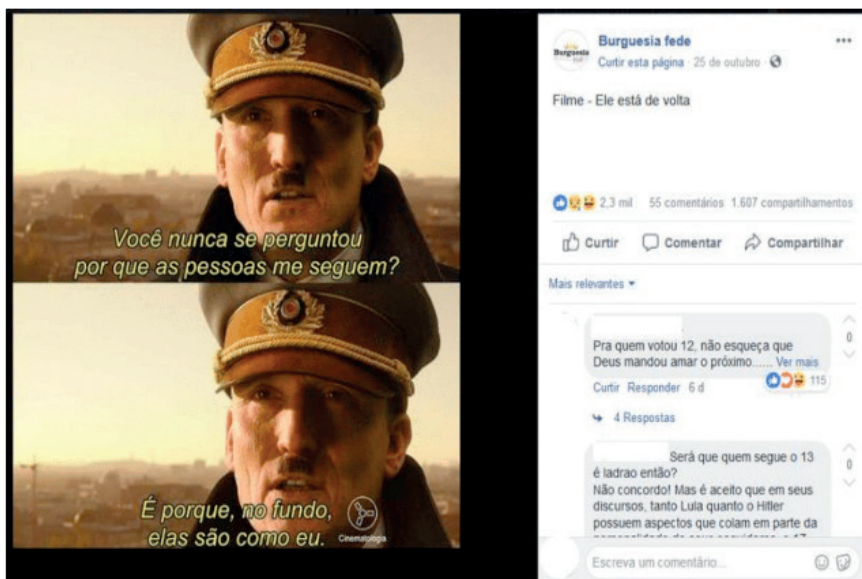 Você nunca se perguntou
por que as pessoas me seguem?
É porque, no fundo,
elas são como eu.
Cinematologia
Burguesia
Burguesia fede
Curtir esta página · 25 de outubro ·
Filme - Ele está de volta
2,3 mil 55 comentários 1.607 compartilhamentos
Curtir Comentar Compartilhar
Mais relevantes
Pra quem votou 12, não esqueça que
Deus mandou amar o próximo...... Ver mais
0
115
Curtir Responder 6 d
4 Respostas
Será que quem segue o 13
é ladrao então?
Não concordo! Mas é aceito que em seus
discursos, tanto Lula quanto o Hitler
possuem aspectos que colam em parte da
0
Escreva um comentário...